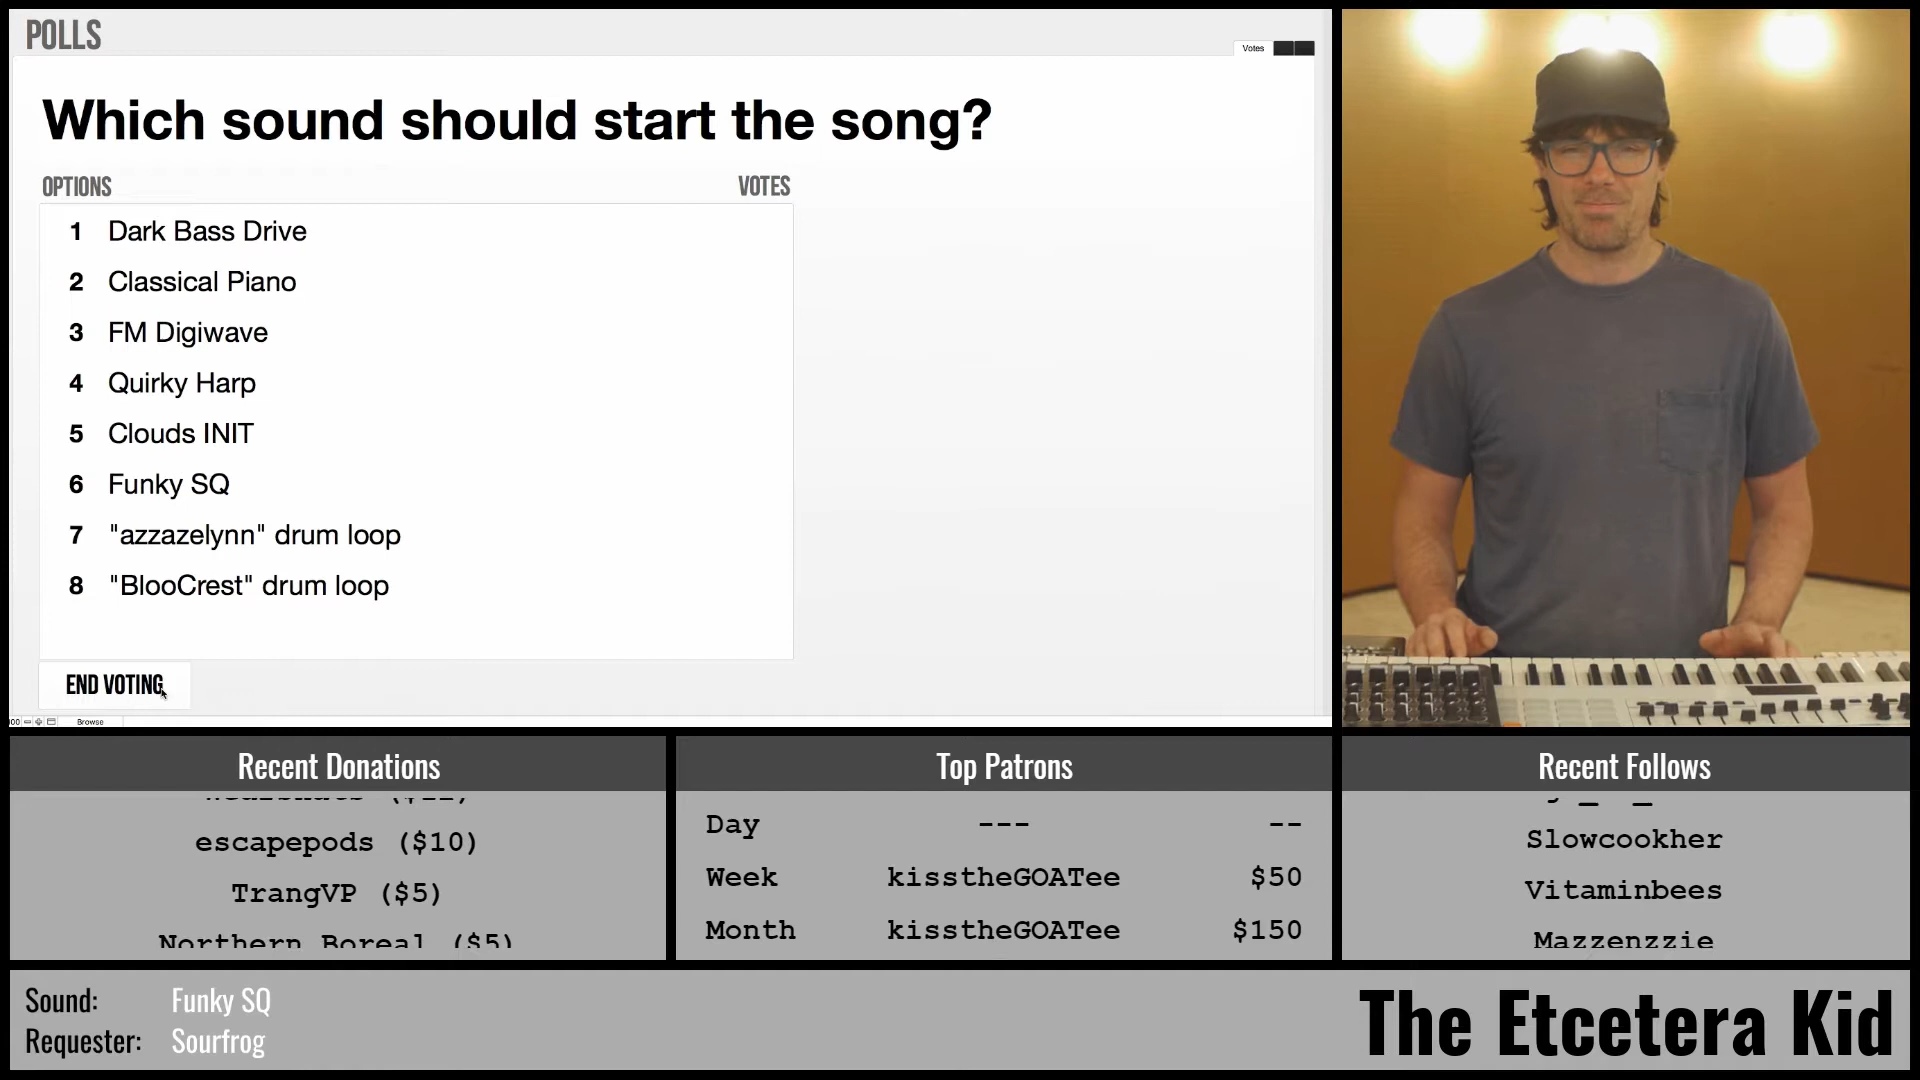 POLLS
Votes
Which sound should start the song?
OPTIONS VOTES
1 Dark Bass Drive
2 Classical Piano
3 FM Digiwave
4 Quirky Harp
5 Clouds INIT
6 Funky SQ
7 "azzazelynn" drum loop
8 "BlooCrest" drum loop
END VOTING
Browse
Recent Donations
escapepods ($10)
TrangVP ($5)
Northern Boreal ($5)
Top Patrons
Day --- --
Week kisstheGOATee $50
Month kisstheGOATee $150
Recent Follows
Slowcookher
Vitaminbees
Mazzenzzie
Sound: Funky SQ
Requester: Sourfrog
The Etcetera Kid